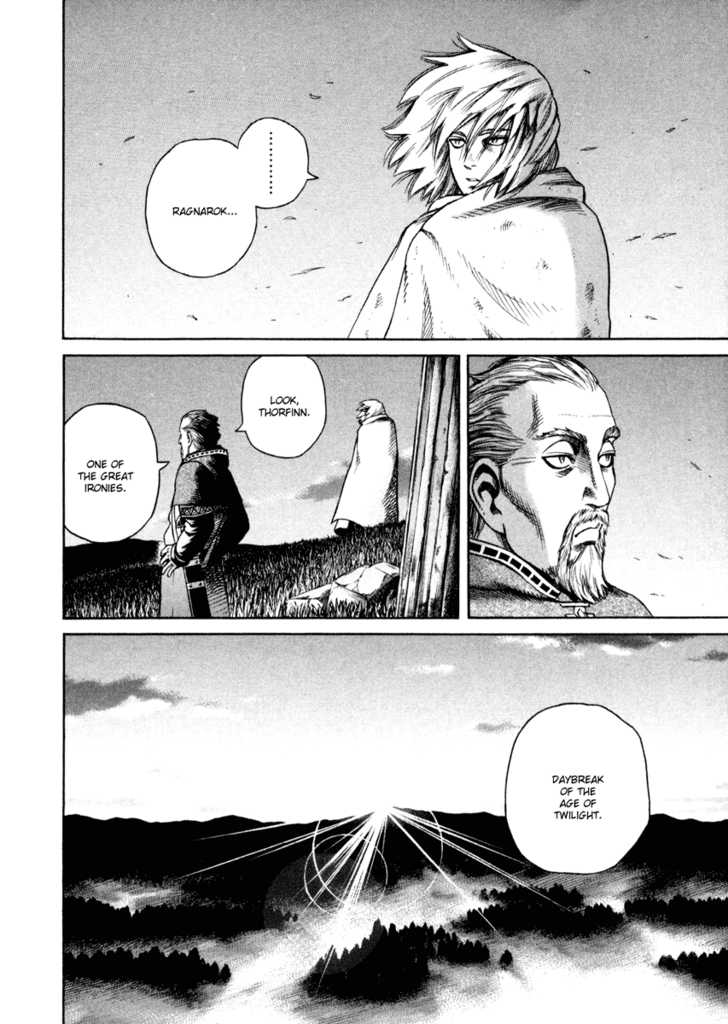 .........
RAGNAROK...
LOOK,
THORFINN.
ONE OF
THE GREAT
IRONIES.
DAYBREAK
OF THE
AGE OF
TWILIGHT.